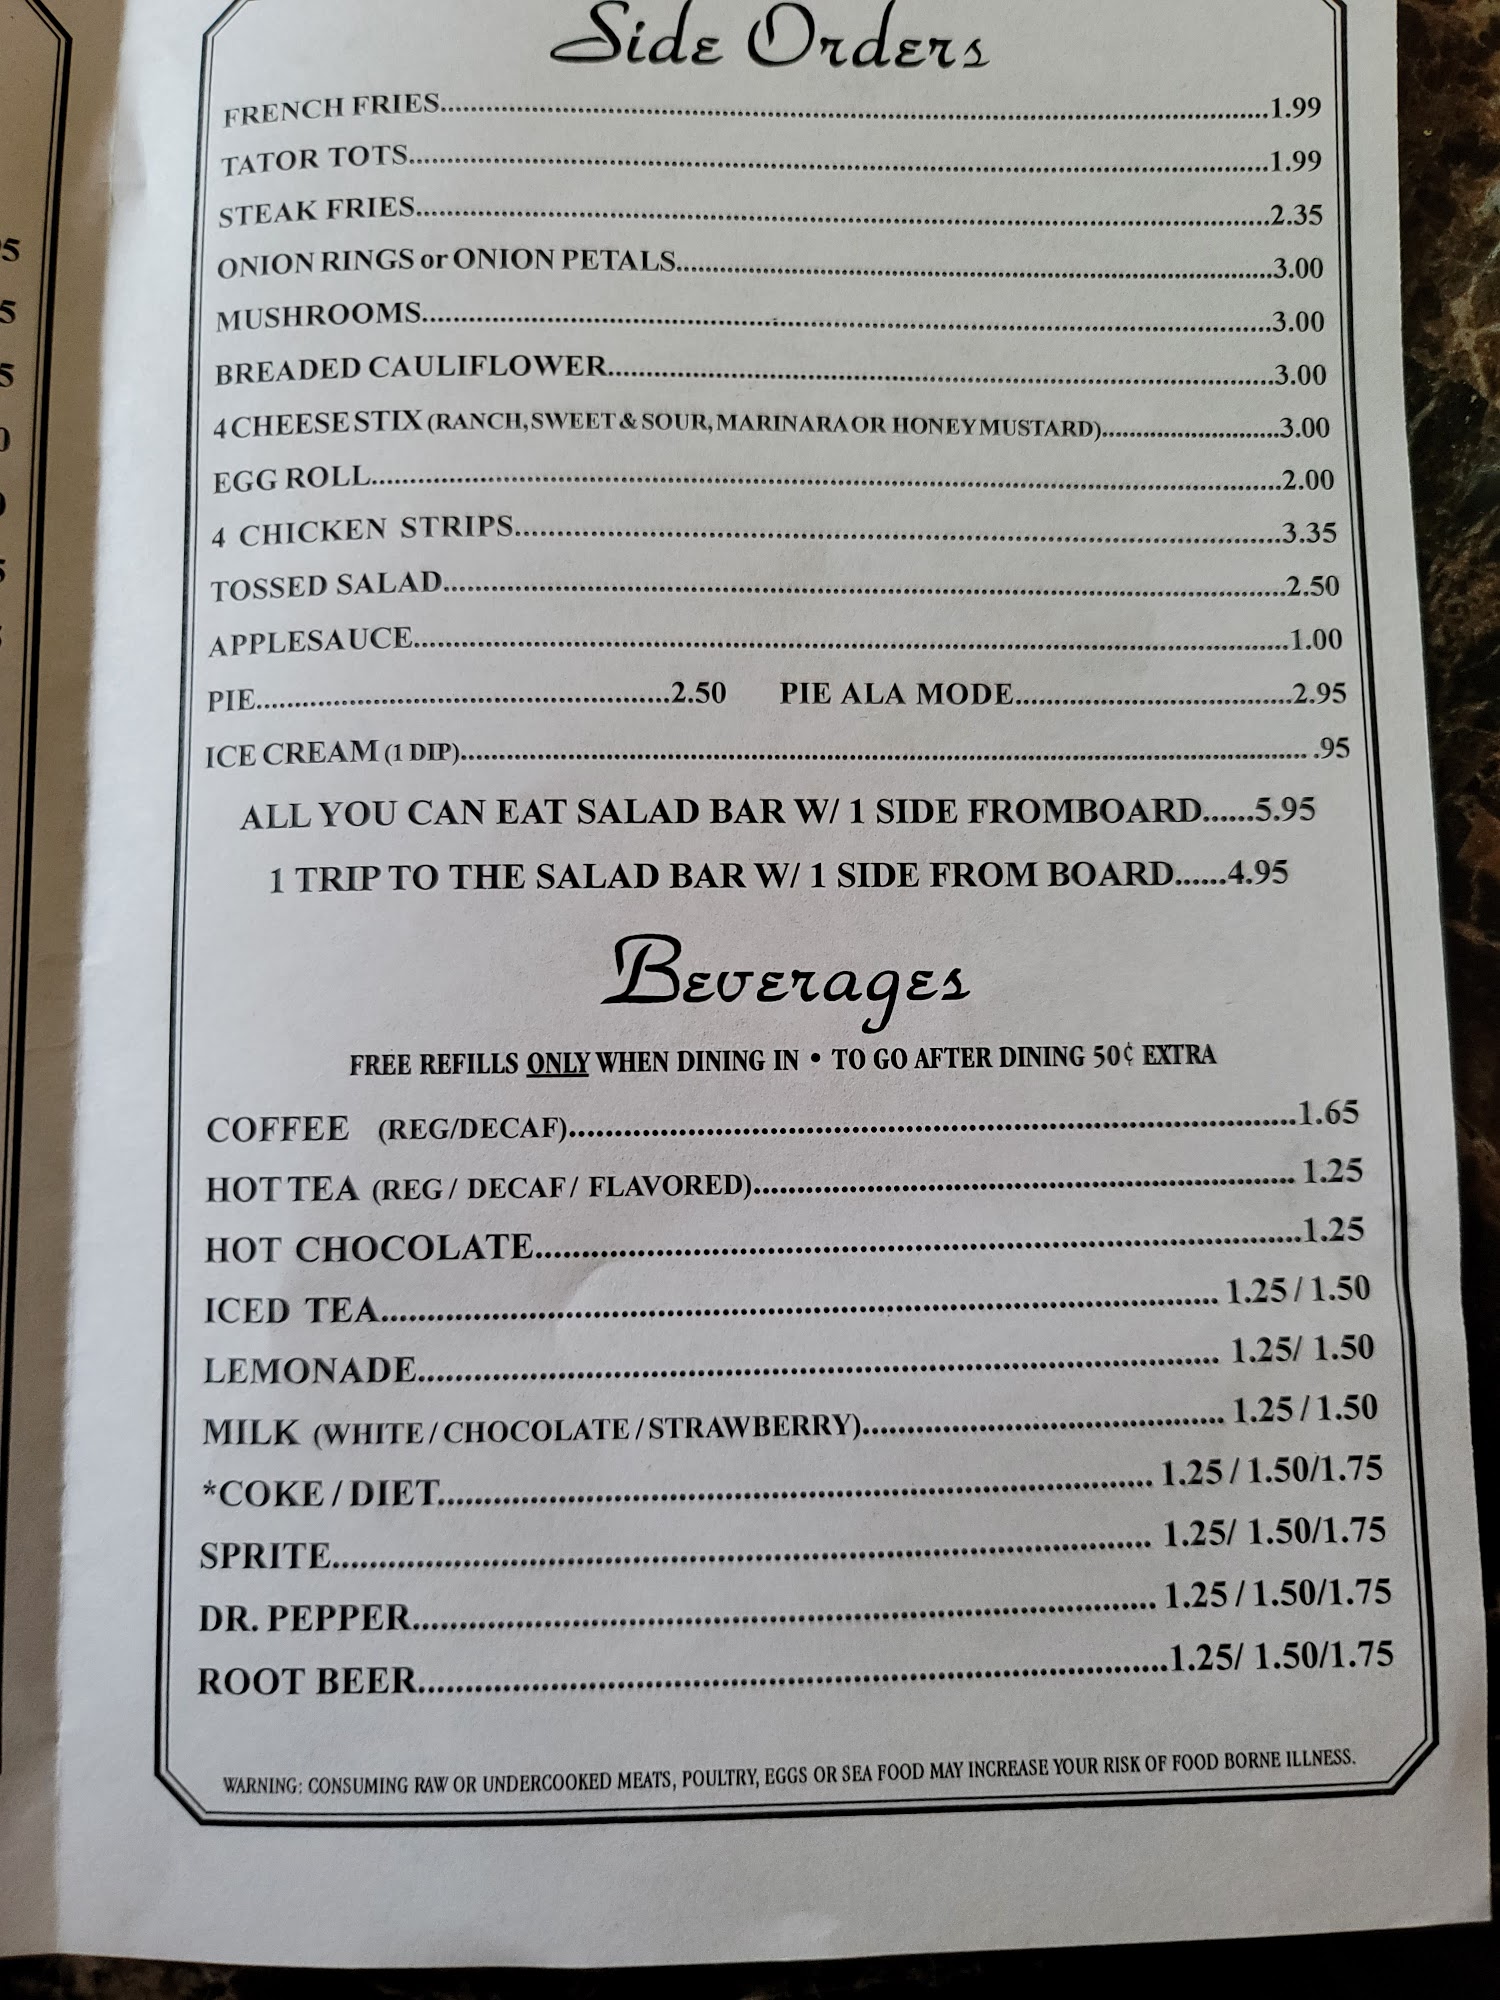 Side Orders
FRENCH FRIES 1.99
TATOR TOTS 1.99
STEAK FRIES 2.35
ONION RINGS or ONION PETALS 3.00
MUSHROOMS 3.00
BREADED CAULIFLOWER 3.00
4 CHEESE STIX (RANCH, SWEET & SOUR, MARINARA OR HONEY MUSTARD) 3.00
EGG ROLL 2.00
4 CHICKEN STRIPS 3.35
TOSSED SALAD 2.50
APPLESAUCE 1.00
PIE 2.50 PIE ALA MODE 2.95
ICE CREAM (1 DIP) .95
ALL YOU CAN EAT SALAD BAR W/ 1 SIDE FROMBOARD......5.95
1 TRIP TO THE SALAD BAR W/ 1 SIDE FROM BOARD......4.95
Beverages
FREE REFILLS ONLY WHEN DINING IN • TO GO AFTER DINING 50¢ EXTRA
COFFEE (REG/DECAF) 1.65
HOT TEA (REG / DECAF / FLAVORED) 1.25
HOT CHOCOLATE 1.25
ICED TEA 1.25 / 1.50
LEMONADE 1.25/ 1.50
MILK (WHITE / CHOCOLATE / STRAWBERRY) 1.25 / 1.50
*COKE / DIET 1.25 / 1.50/1.75
SPRITE 1.25/ 1.50/1.75
DR. PEPPER 1.25 / 1.50/1.75
ROOT BEER 1.25/ 1.50/1.75
WARNING: CONSUMING RAW OR UNDERCOOKED MEATS, POULTRY, EGGS OR SEA FOOD MAY INCREASE YOUR RISK OF FOOD BORNE ILLNESS.